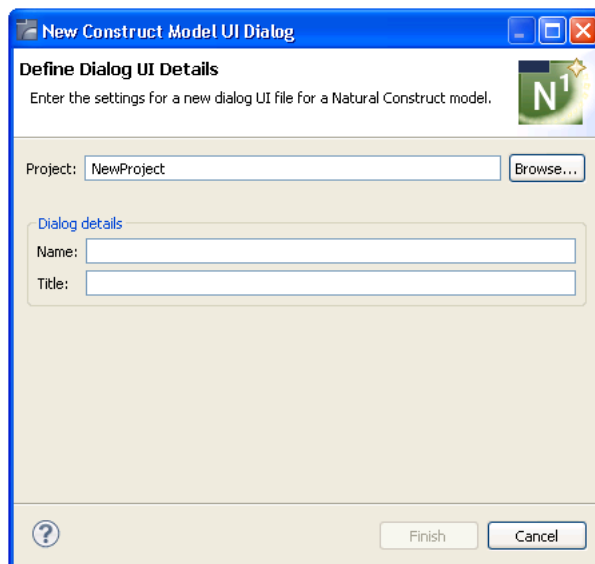 New Construct Model UI Dialog
Define Dialog UI Details
Enter the settings for a new dialog UI file for a Natural Construct model.
N1
Project: NewProject Browse...
Dialog details
Name:
Title:
? Finish Cancel